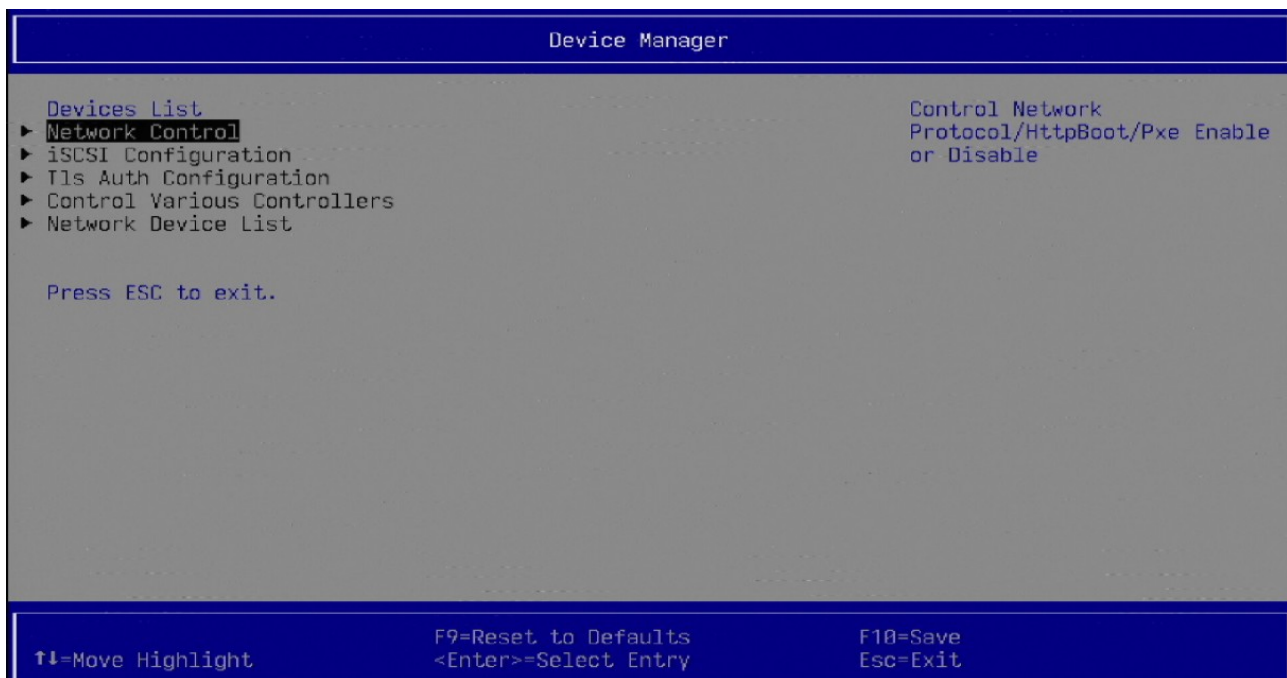 Device Manager
Devices List
▶ Network Control
▶ iSCSI Configuration
▶ Tls Auth Configuration
▶ Control Various Controllers
▶ Network Device List
Press ESC to exit.
Control Network
Protocol/HttpBoot/Pxe Enable
or Disable
F9=Reset to Defaults F10=Save
↑↓=Move Highlight <Enter>=Select Entry Esc=Exit